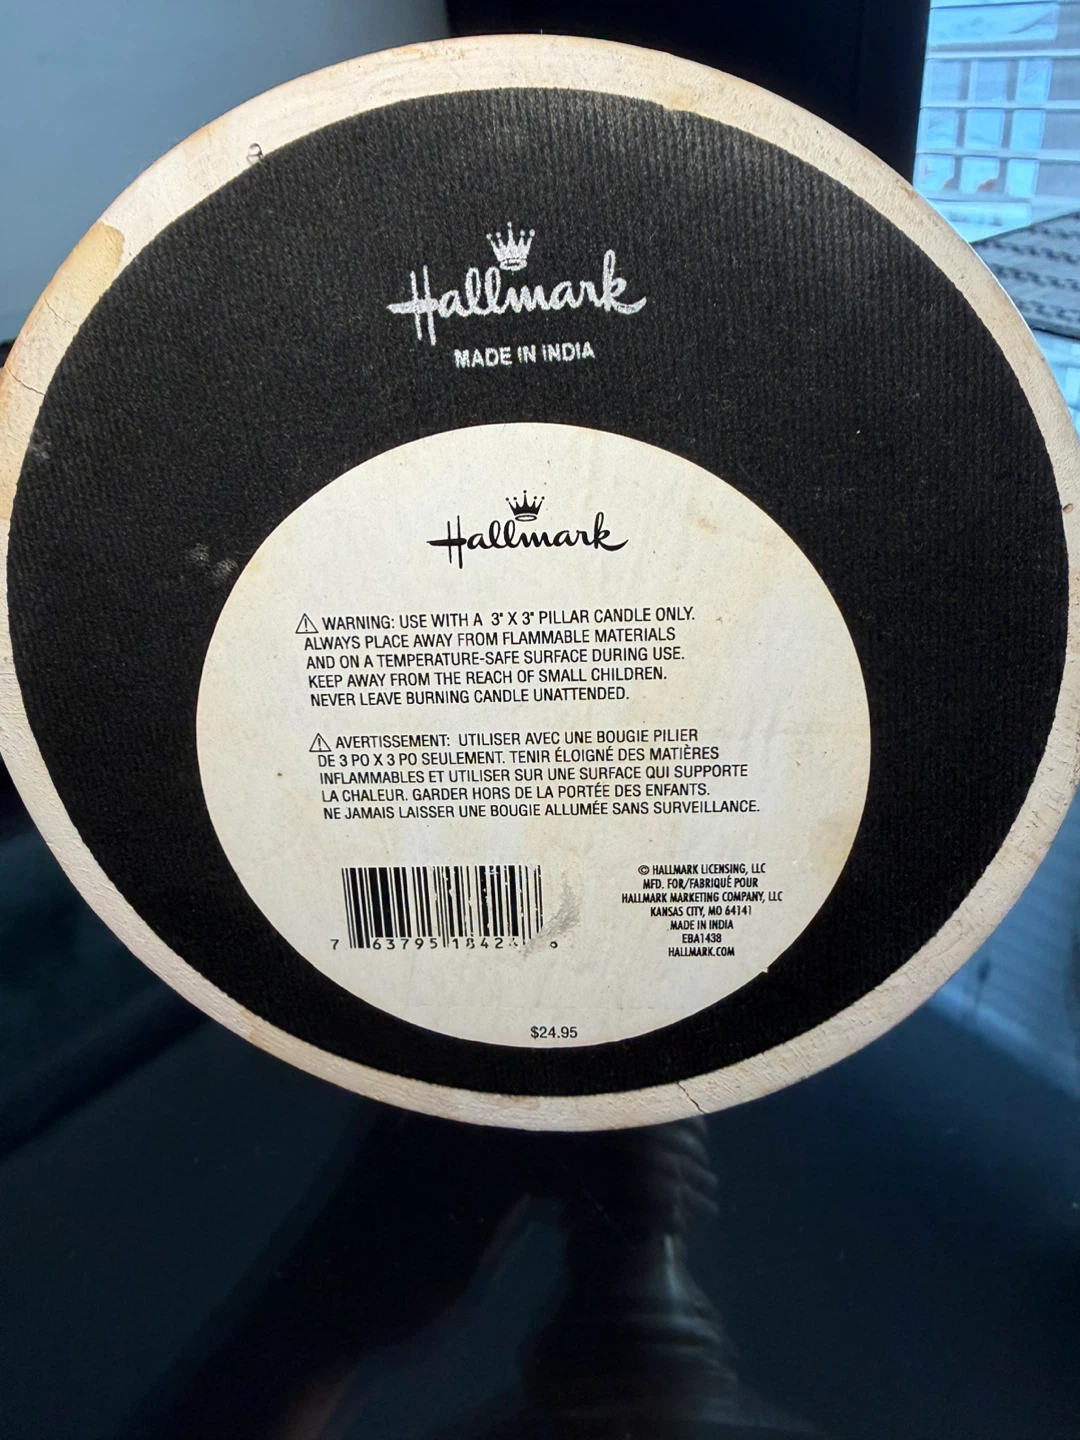 Hallmark
MADE IN INDIA
Hallmark
⚠ WARNING: USE WITH A 3" X 3" PILLAR CANDLE ONLY.
ALWAYS PLACE AWAY FROM FLAMMABLE MATERIALS
AND ON A TEMPERATURE-SAFE SURFACE DURING USE.
KEEP AWAY FROM THE REACH OF SMALL CHILDREN.
NEVER LEAVE BURNING CANDLE UNATTENDED.
⚠ AVERTISSEMENT: UTILISER AVEC UNE BOUGIE PILIER
DE 3 PO X 3 PO SEULEMENT. TENIR ÉLOIGNÉ DES MATIÈRES
INFLAMMABLES ET UTILISER SUR UNE SURFACE QUI SUPPORTE
LA CHALEUR. GARDER HORS DE LA PORTÉE DES ENFANTS.
NE JAMAIS LAISSER UNE BOUGIE ALLUMÉE SANS SURVEILLANCE.
7 63795 1842
© HALLMARK LICENSING, LLC
MFD. FOR/FABRIQUÉ POUR
HALLMARK MARKETING COMPANY, LLC
KANSAS CITY, MO 64141
MADE IN INDIA
EBA1438
HALLMARK.COM
$24.95